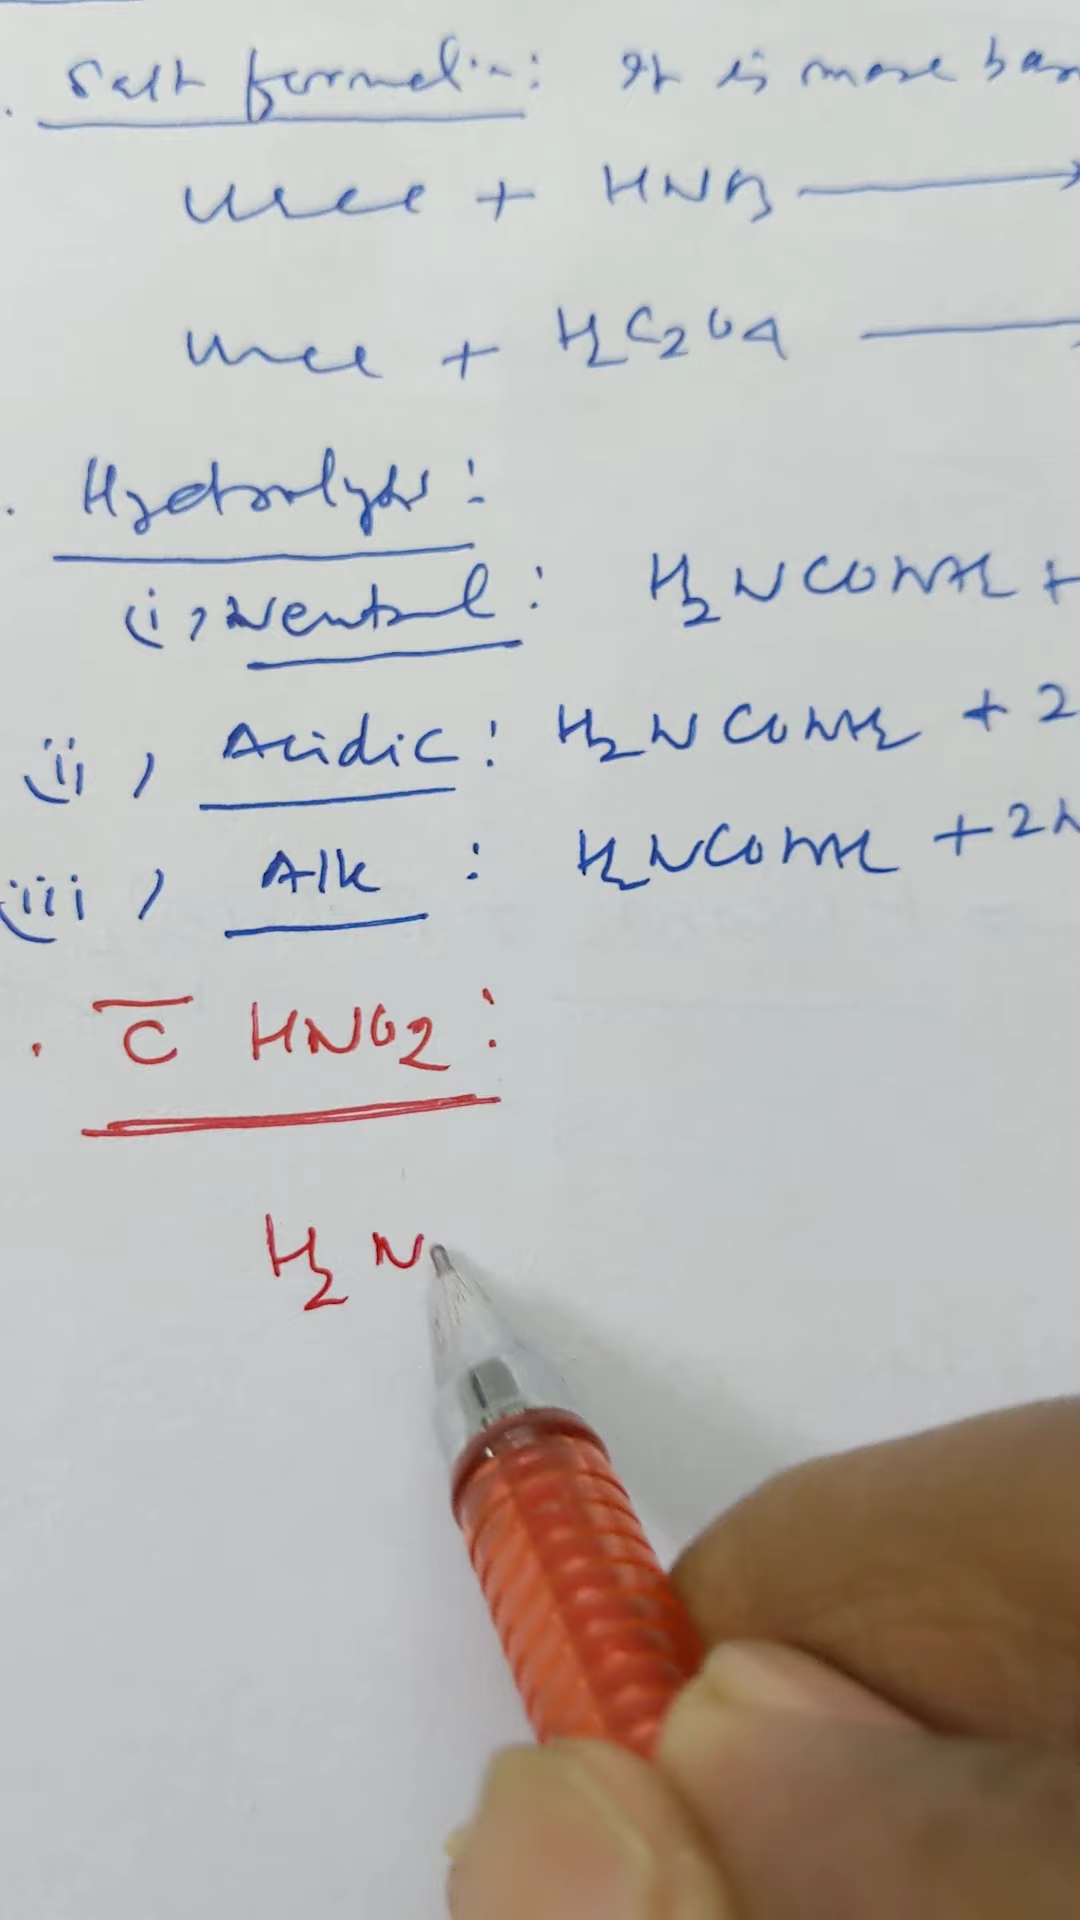 . Salt formation: It is more bas
Urea + HNO3 ⟶
Urea + H2C2O4 ⟶
. Hydrolysis:
(i) Neutral: H2NCONH2 +
(ii) Acidic: H2NCONH2 + 2
(iii) Alk : H2NCONH2 + 2N
. C̅ HNO2:
H2N